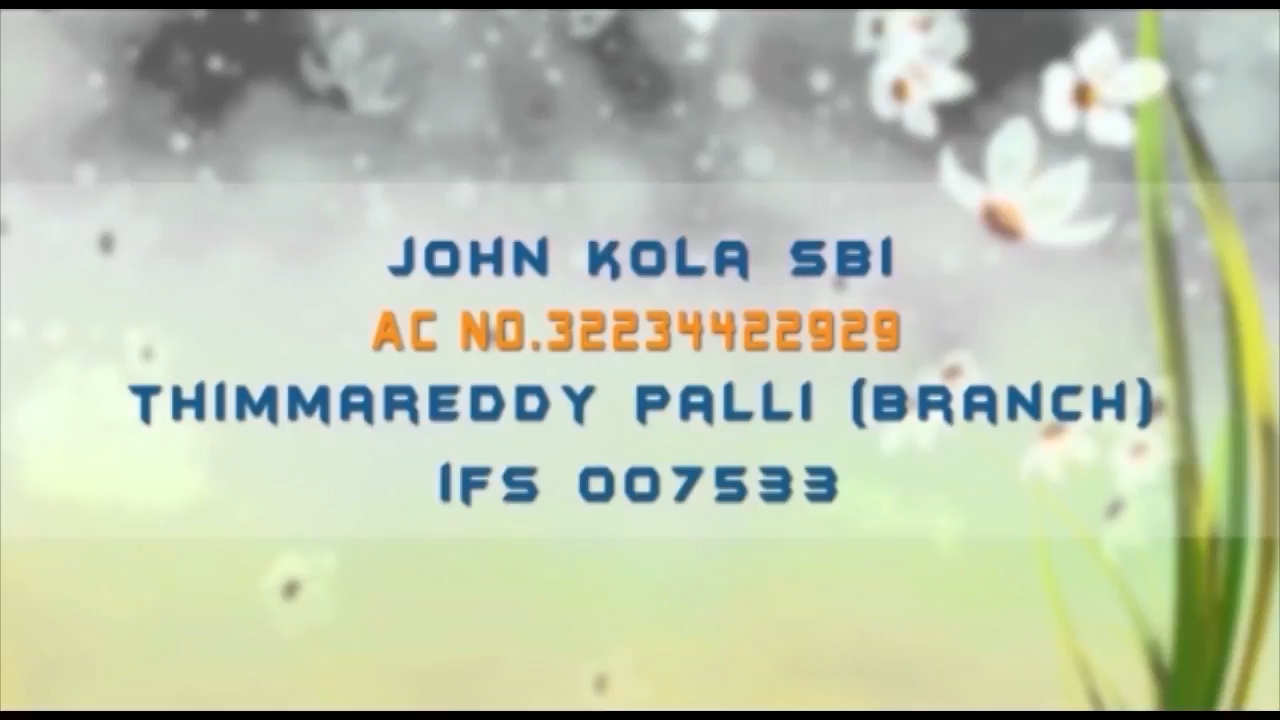 JOHN KOLA SBI
AC NO.32234422929
THIMMAREDDY PALLI (BRANCH)
IFS 007533